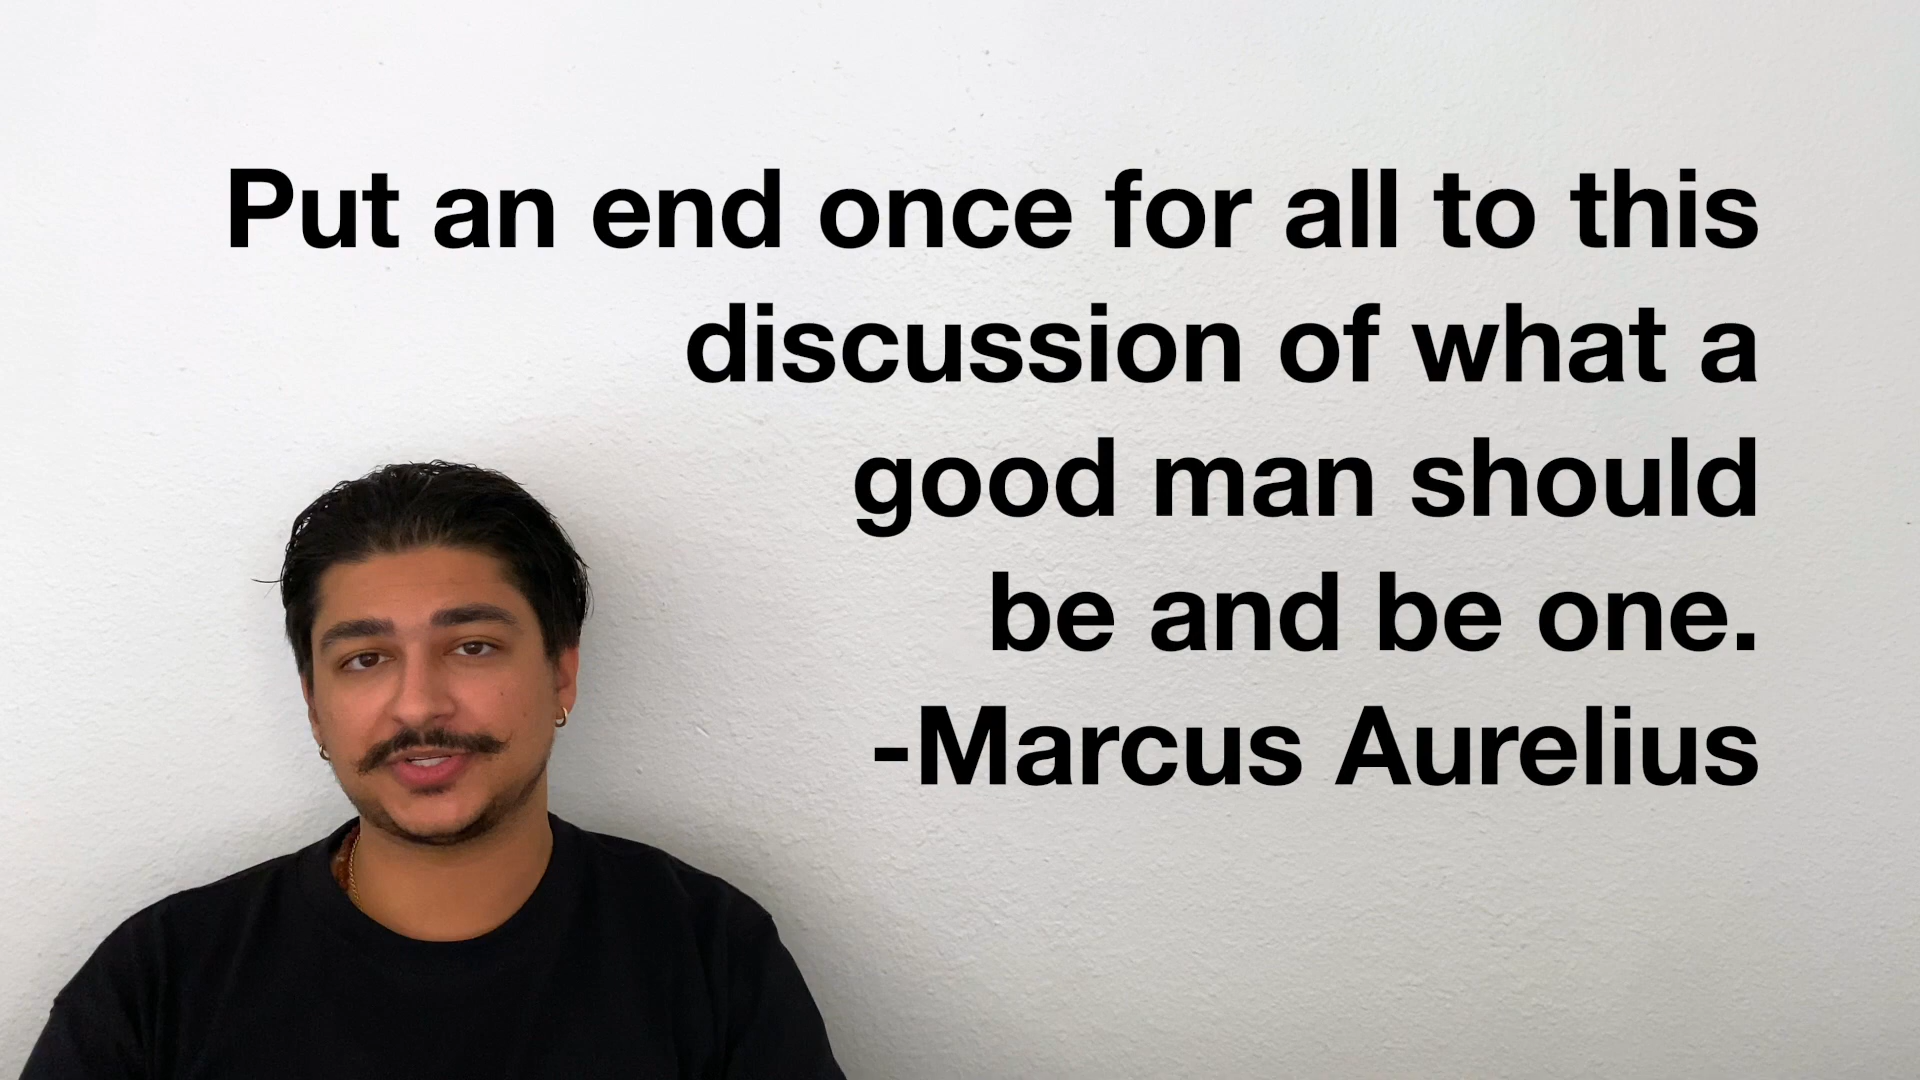 Put an end once for all to this
discussion of what a
good man should
be and be one.
-Marcus Aurelius